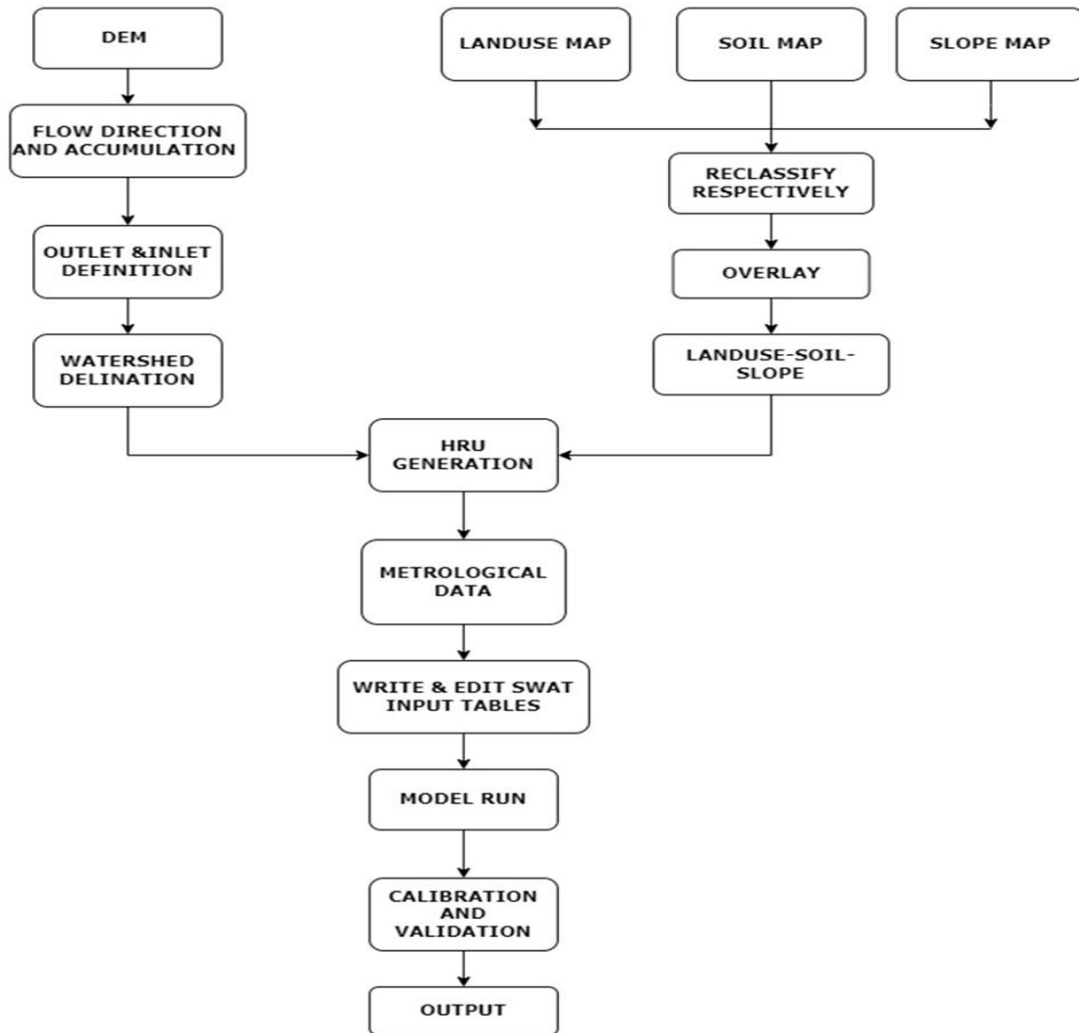 DEM
LANDUSE MAP
SOIL MAP
SLOPE MAP
FLOW DIRECTION
AND ACCUMULATION
RECLASSIFY
RESPECTIVELY
OUTLET &INLET
DEFINITION
OVERLAY
WATERSHED
DELINATION
LANDUSE-SOIL-
SLOPE
HRU
GENERATION
METROLOGICAL
DATA
WRITE & EDIT SWAT
INPUT TABLES
MODEL RUN
CALIBRATION
AND
VALIDATION
OUTPUT